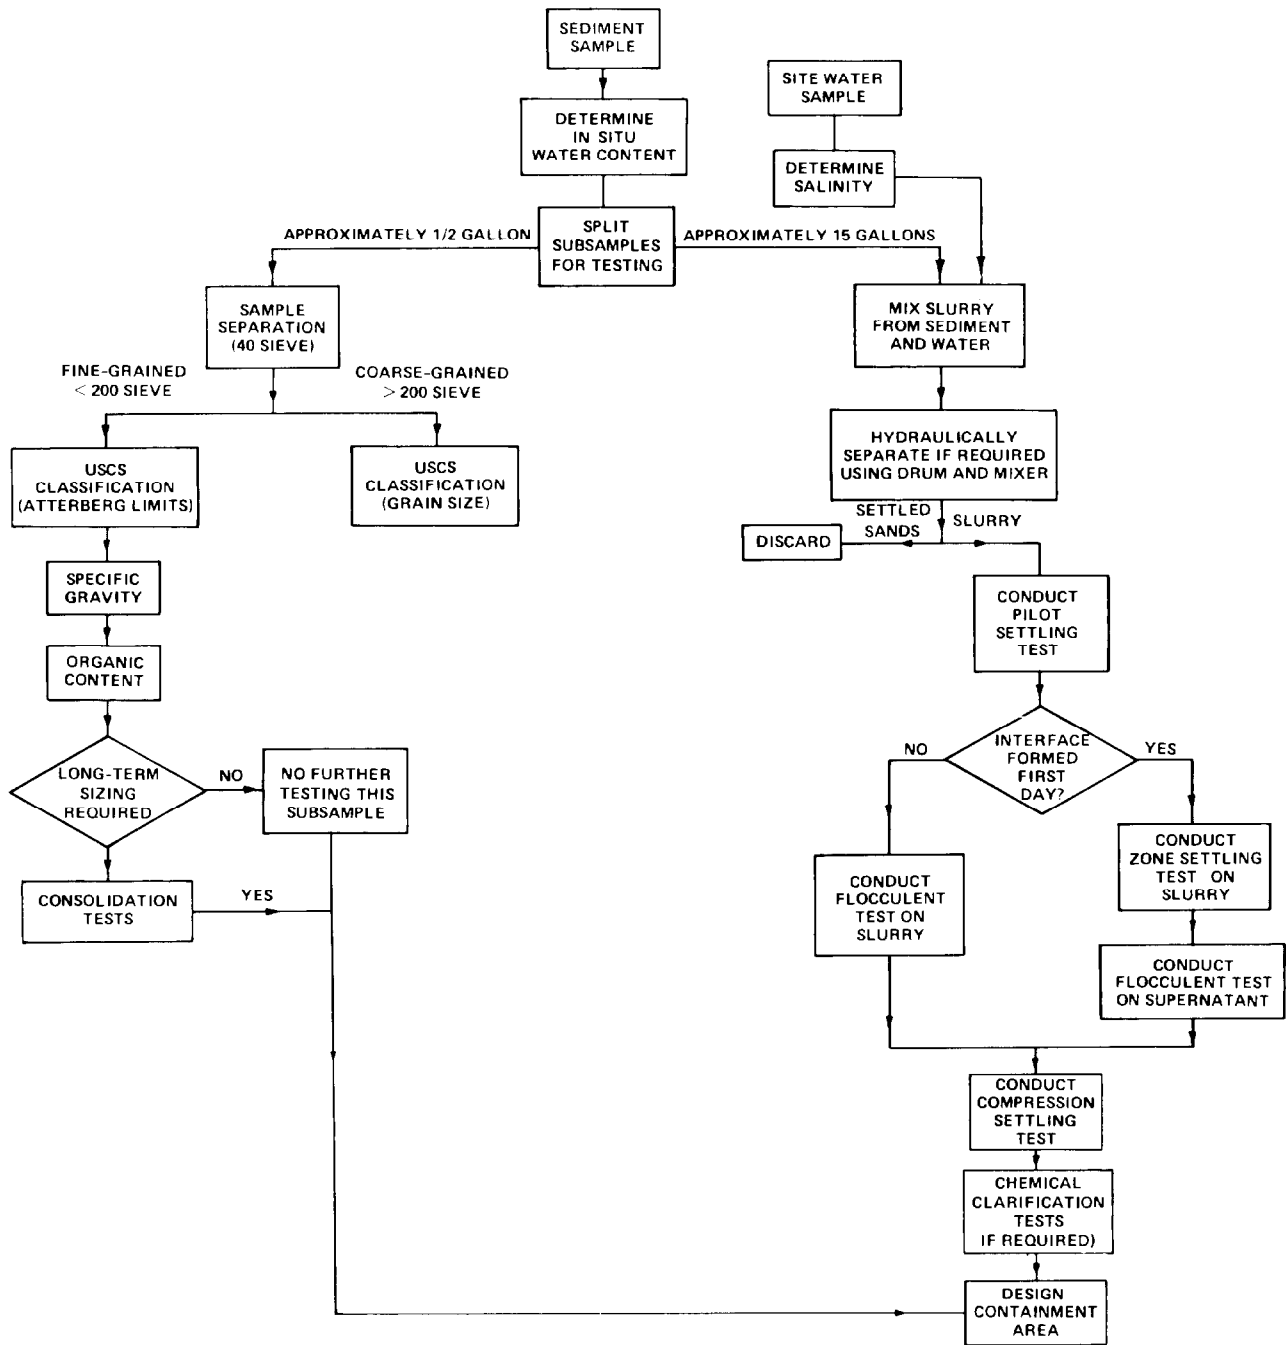 SEDIMENT
SAMPLE
SITE WATER
SAMPLE
DETERMINE
IN SITU
WATER CONTENT
DETERMINE
SALINITY
APPROXIMATELY 1/2 GALLON
SPLIT
SUBSAMPLES
FOR TESTING
APPROXIMATELY 15 GALLONS
SAMPLE
SEPARATION
(40 SIEVE)
MIX SLURRY
FROM SEDIMENT
AND WATER
FINE-GRAINED
< 200 SIEVE
COARSE-GRAINED
> 200 SIEVE
USCS
CLASSIFICATION
(ATTERBERG LIMITS)
USCS
CLASSIFICATION
(GRAIN SIZE)
HYDRAULICALLY
SEPARATE IF REQUIRED
USING DRUM AND MIXER
SETTLED
SANDS
SLURRY
DISCARD
SPECIFIC
GRAVITY
CONDUCT
PILOT
SETTLING
TEST
ORGANIC
CONTENT
LONG-TERM
SIZING
REQUIRED
NO
NO FURTHER
TESTING THIS
SUBSAMPLE
NO
INTERFACE
FORMED
FIRST
DAY?
YES
CONSOLIDATION
TESTS
YES
CONDUCT
FLOCCULENT
TEST ON
SLURRY
CONDUCT
ZONE SETTLING
TEST ON
SLURRY
CONDUCT
FLOCCULENT TEST
ON SUPERNATANT
CONDUCT
COMPRESSION
SETTLING
TEST
CHEMICAL
CLARIFICATION
TESTS
IF REQUIRED)
DESIGN
CONTAINMENT
AREA